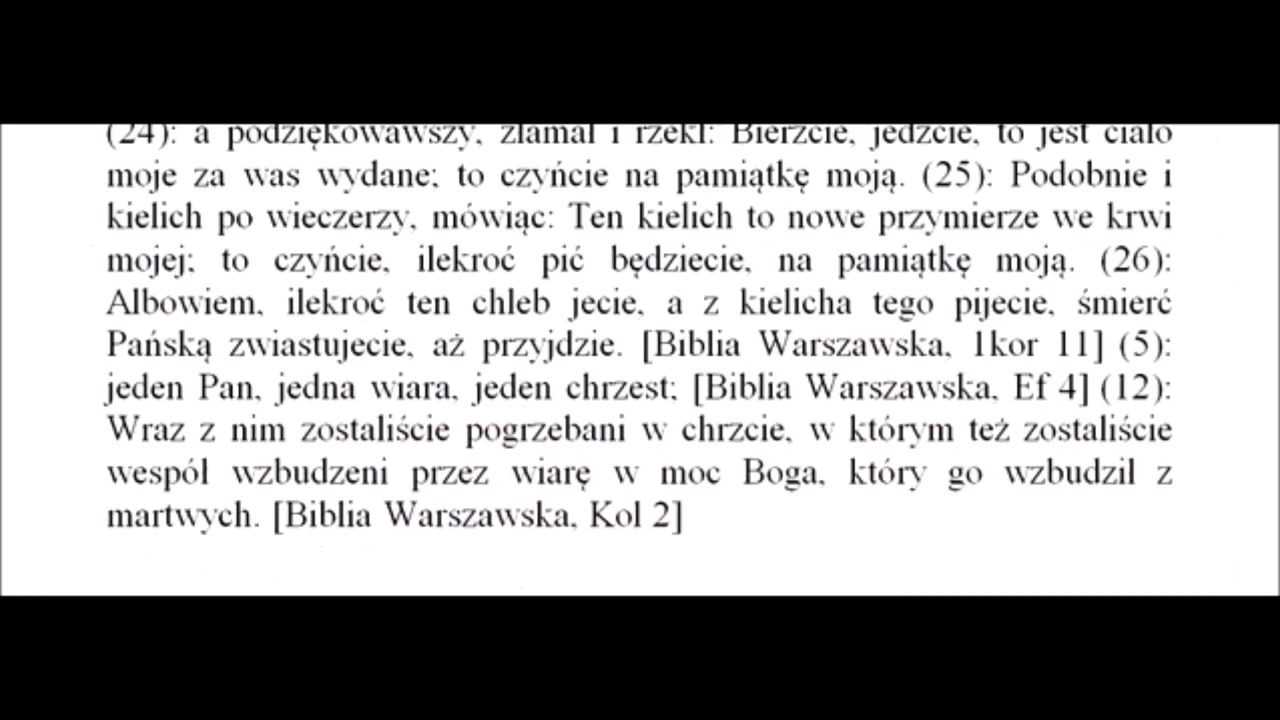 (24): a podziękowawszy, złamał i rzekł: Bierzcie, jedzcie, to jest ciało
moje za was wydane; to czyńcie na pamiątkę moją. (25): Podobnie i
kielich po wieczerzy, mówiąc: Ten kielich to nowe przymierze we krwi
mojej; to czyńcie, ilekroć pić będziecie, na pamiątkę moją. (26):
Albowiem, ilekroć ten chleb jecie, a z kielicha tego pijecie, śmierć
Pańską zwiastujecie, aż przyjdzie. [Biblia Warszawska, 1kor 11] (5):
jeden Pan, jedna wiara, jeden chrzest; [Biblia Warszawska, Ef 4] (12):
Wraz z nim zostaliście pogrzebani w chrzcie, w którym też zostaliście
wespół wzbudzeni przez wiarę w moc Boga, który go wzbudził z
martwych. [Biblia Warszawska, Kol 2]